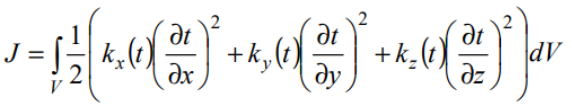 J = ∫_V 1/2 ( k_x(t) (∂t/∂x)^2 + k_y(t) (∂t/∂y)^2 + k_z(t) (∂t/∂z)^2 ) dV